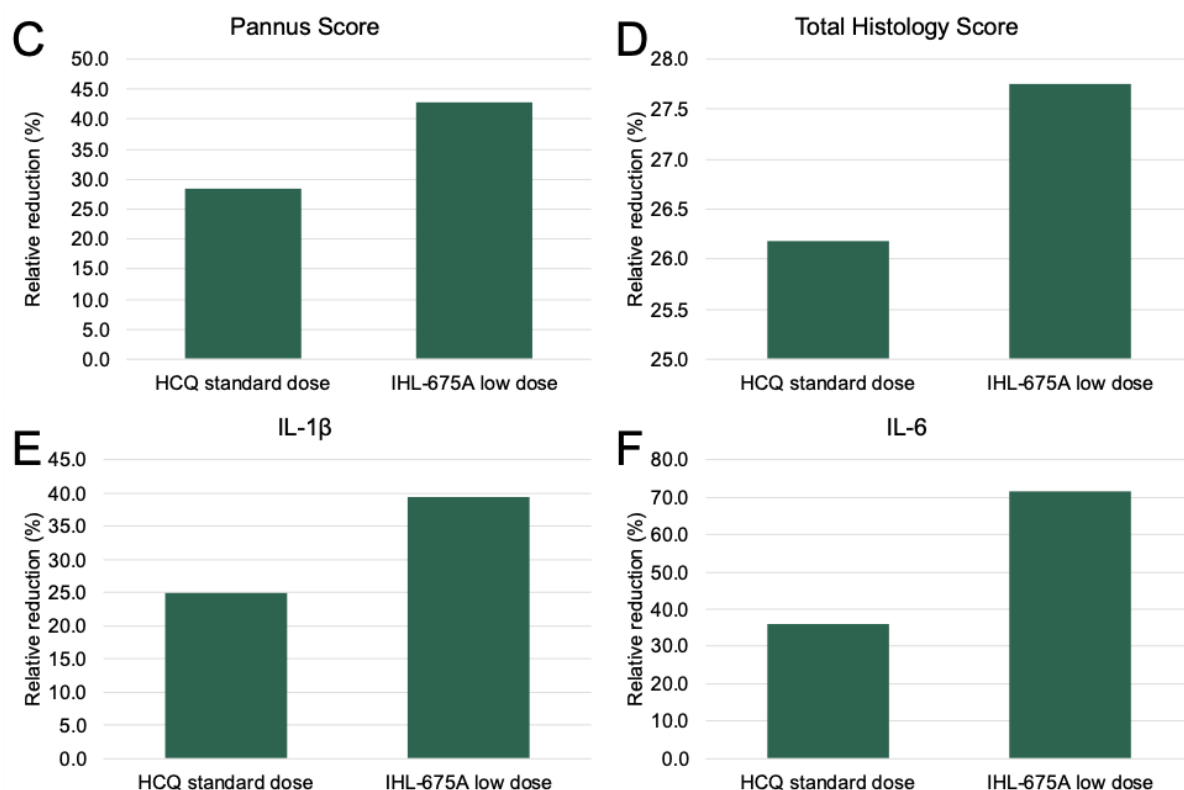 C
Pannus Score
Relative reduction (%)
50.0
45.0
40.0
35.0
30.0
25.0
20.0
15.0
10.0
5.0
0.0
HCQ standard dose
IHL-675A low dose
D
Total Histology Score
Relative reduction (%)
28.0
27.5
27.0
26.5
26.0
25.5
25.0
HCQ standard dose
IHL-675A low dose
E
IL-1β
Relative reduction (%)
45.0
40.0
35.0
30.0
25.0
20.0
15.0
10.0
5.0
0.0
HCQ standard dose
IHL-675A low dose
F
IL-6
Relative reduction (%)
80.0
70.0
60.0
50.0
40.0
30.0
20.0
10.0
0.0
HCQ standard dose
IHL-675A low dose